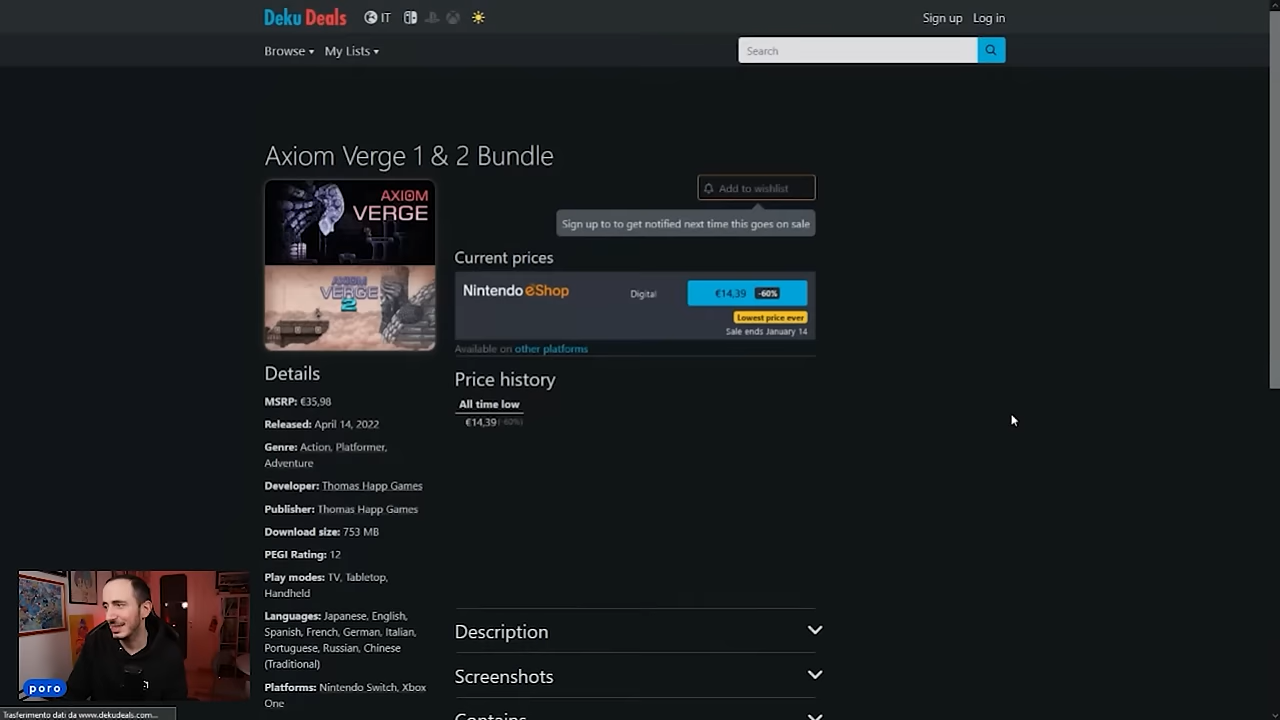 Deku Deals IT
Sign up Log in
Browse My Lists
Search
Axiom Verge 1 & 2 Bundle
AXIOM
VERGE
AXIOM
VERGE
2
Add to wishlist
Sign up to to get notified next time this goes on sale
Current prices
Nintendo eShop Digital €14,39 -60%
Lowest price ever
Sale ends January 14
Available on other platforms
Price history
All time low
€14,39 (-60%)
Details
MSRP: €35,98
Released: April 14, 2022
Genre: Action, Platformer,
Adventure
Developer: Thomas Happ Games
Publisher: Thomas Happ Games
Download size: 753 MB
PEGI Rating: 12
Play modes: TV, Tabletop,
Handheld
Languages: Japanese, English,
Spanish, French, German, Italian,
Portuguese, Russian, Chinese
(Traditional)
Platforms: Nintendo Switch, Xbox
One
Description
Screenshots
Contains
poro
Trasferimento dati da www.dekudeals.com...